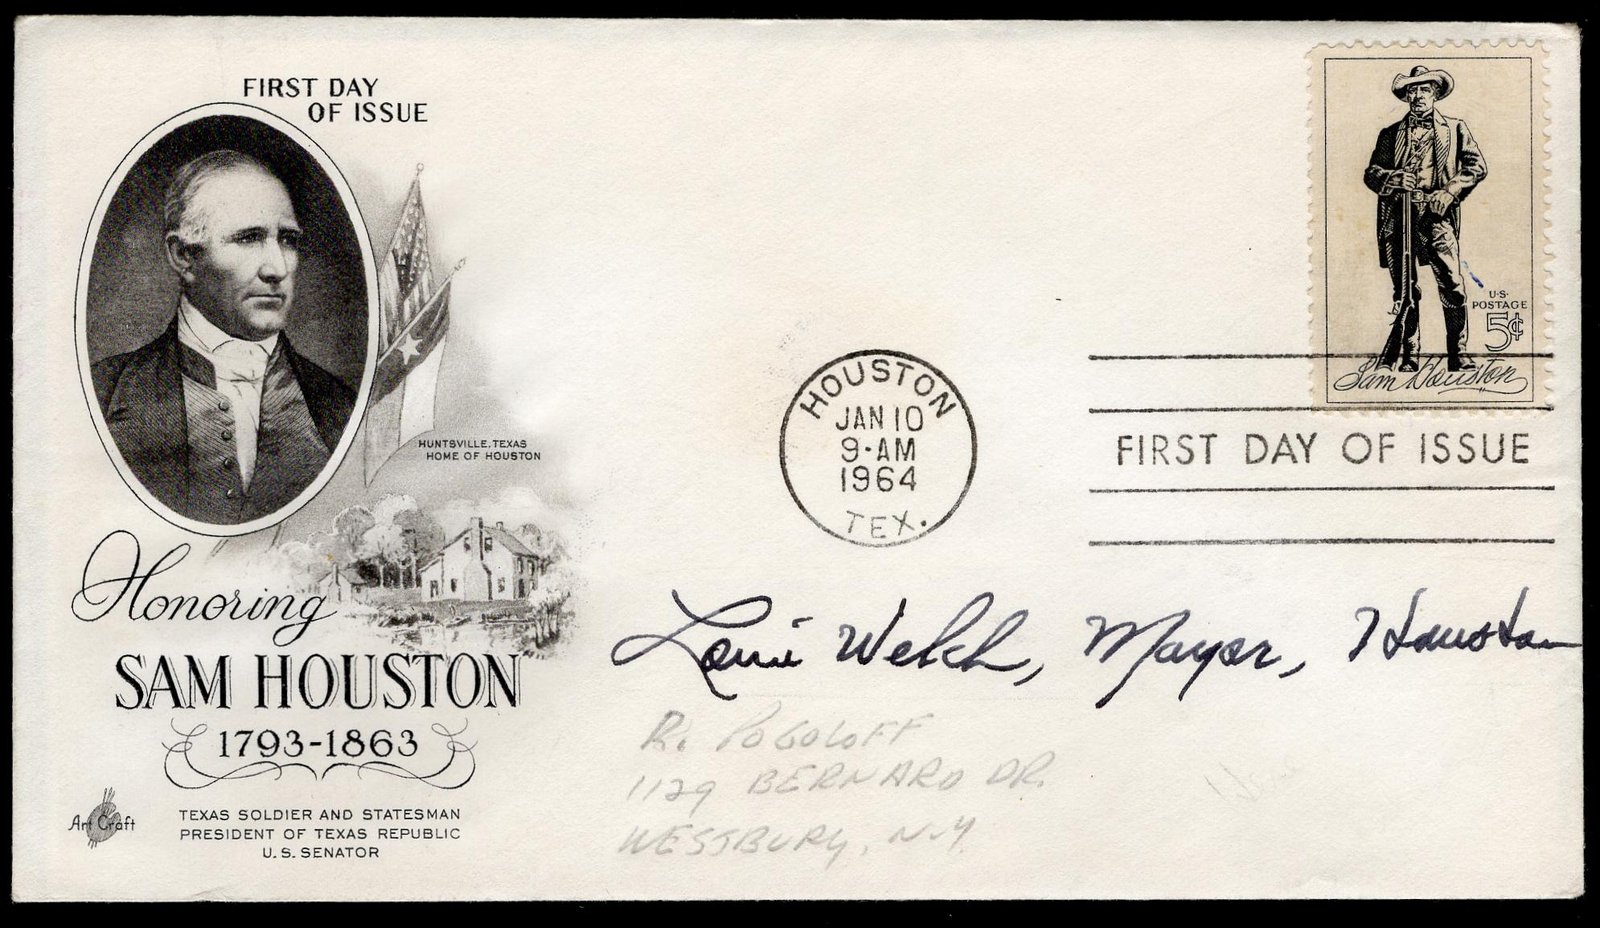 FIRST DAY
OF ISSUE
HUNTSVILLE, TEXAS
HOME OF HOUSTON
Honoring
SAM HOUSTON
1793-1863
Art Craft
TEXAS SOLDIER AND STATESMAN
PRESIDENT OF TEXAS REPUBLIC
U.S. SENATOR
HOUSTON
JAN 10
9-AM
1964
TEX.
U.S.
POSTAGE
5¢
Sam Houston
FIRST DAY OF ISSUE
Louie Welch, Mayor, Houston
R. POGOLOFF
1129 BERNARD DR.
WESTBURY, N.Y.